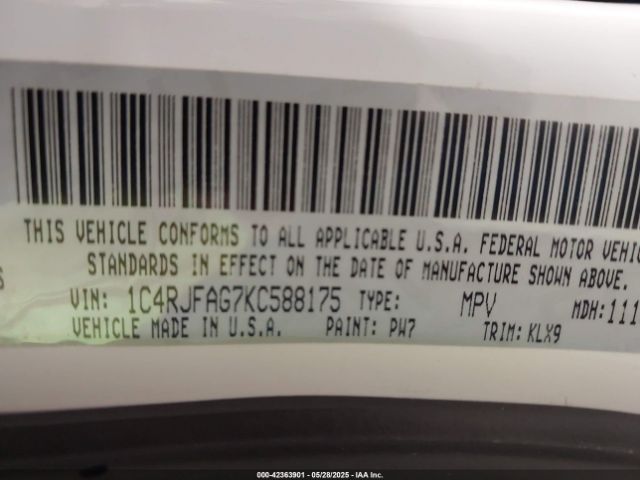 THIS VEHICLE CONFORMS TO ALL APPLICABLE U.S.A. FEDERAL MOTOR VEHIC
STANDARDS IN EFFECT ON THE DATE OF MANUFACTURE SHOWN ABOVE.
S
VIN: 1C4RJFAG7KC588175 TYPE: MPV MDH:111
VEHICLE MADE IN U.S.A. PAINT: PW7 TRIM: KLX9
000-42363901 - 05/28/2025 - IAA Inc.